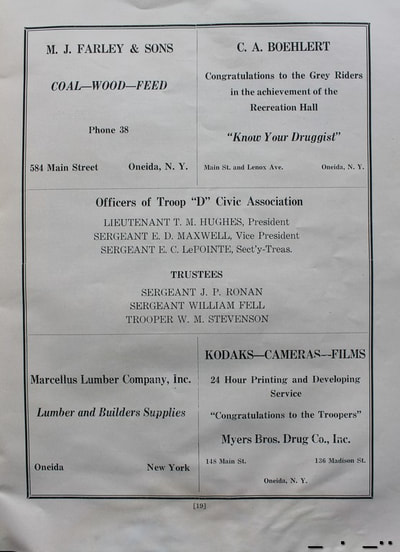 M. J. FARLEY & SONS
COAL—WOOD—FEED
Phone 38
584 Main Street Oneida, N. Y.
C. A. BOEHLERT
Congratulations to the Grey Riders
in the achievement of the
Recreation Hall
"Know Your Druggist"
Main St. and Lenox Ave. Oneida, N. Y.
Officers of Troop "D" Civic Association
LIEUTENANT T. M. HUGHES, President
SERGEANT E. D. MAXWELL, Vice President
SERGEANT E. C. LePOINTE, Sect'y-Treas.
TRUSTEES
SERGEANT J. P. RONAN
SERGEANT WILLIAM FELL
TROOPER W. M. STEVENSON
Marcellus Lumber Company, Inc.
Lumber and Builders Supplies
Oneida New York
KODAKS—CAMERAS—FILMS
24 Hour Printing and Developing
Service
"Congratulations to the Troopers"
Myers Bros. Drug Co., Inc.
148 Main St. 136 Madison St.
Oneida, N. Y.
[19]